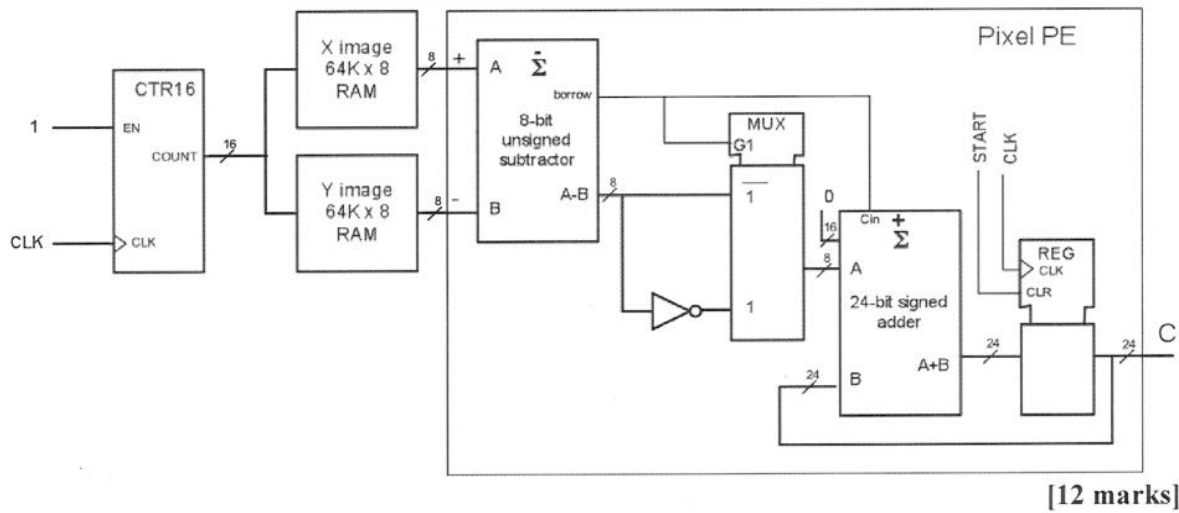 X image
64K x 8
RAM
CTR16
1
EN
COUNT
16
CLK
CLK
Y image
64K x 8
RAM
8
8
+
-
A
Σ
borrow
8-bit
unsigned
subtractor
A-B
B
8
Pixel PE
MUX
G1
1
1
0
16
8
Cin
+
Σ
A
24-bit signed
adder
A+B
B
24
START
CLK
REG
CLK
CLR
24
24
C
[12 marks]